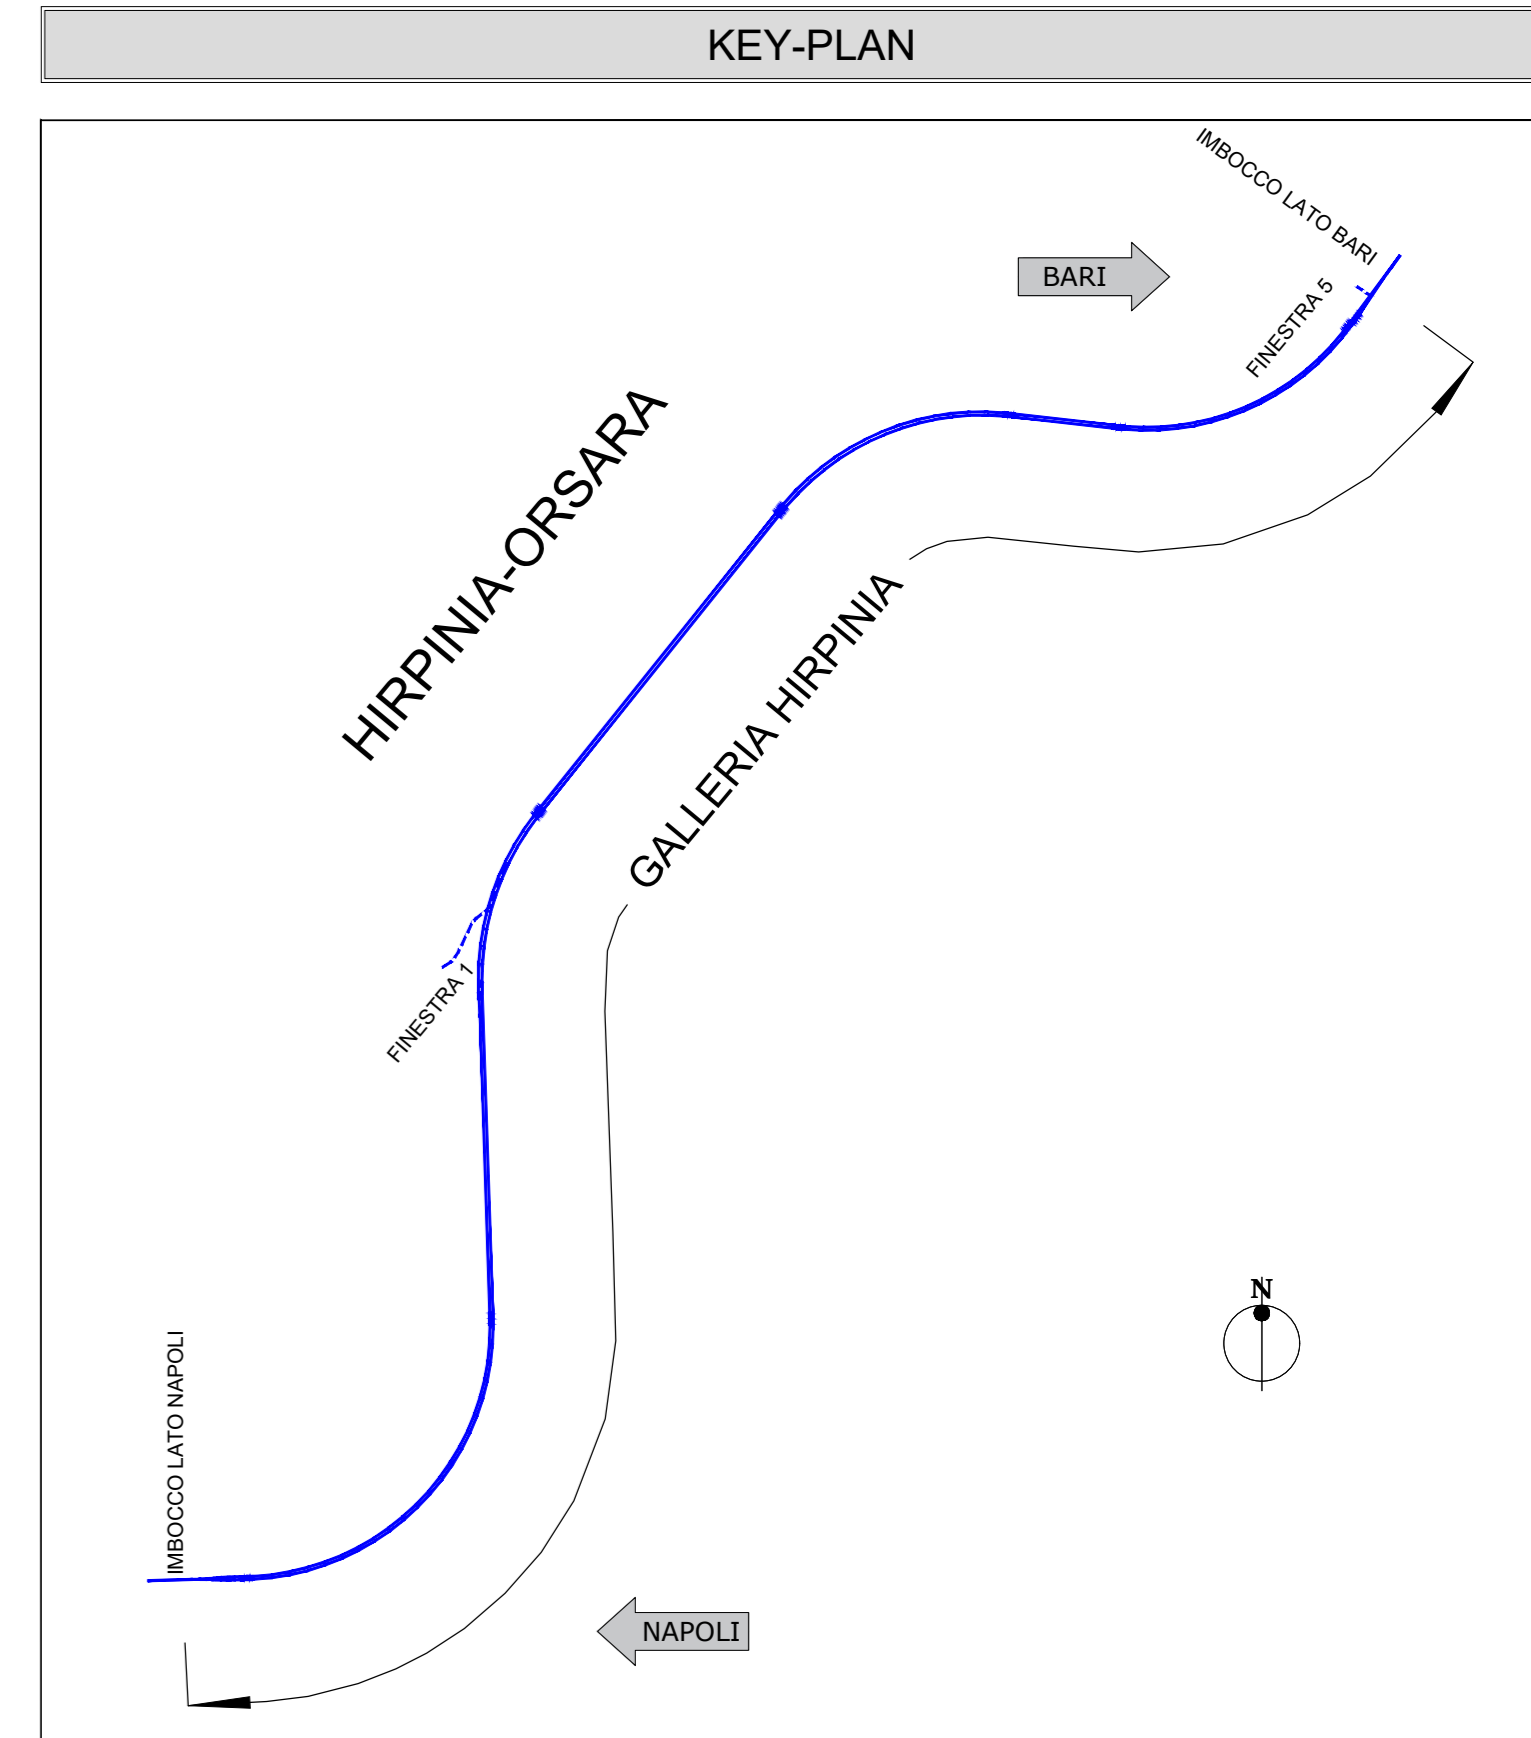 KEY-PLAN
IMBOCCO LATO BARI
BARI
FINESTRA 5
HIRPINIA-ORSARA
GALLERIA HIRPINIA
FINESTRA 1
N
IMBOCCO LATO NAPOLI
NAPOLI